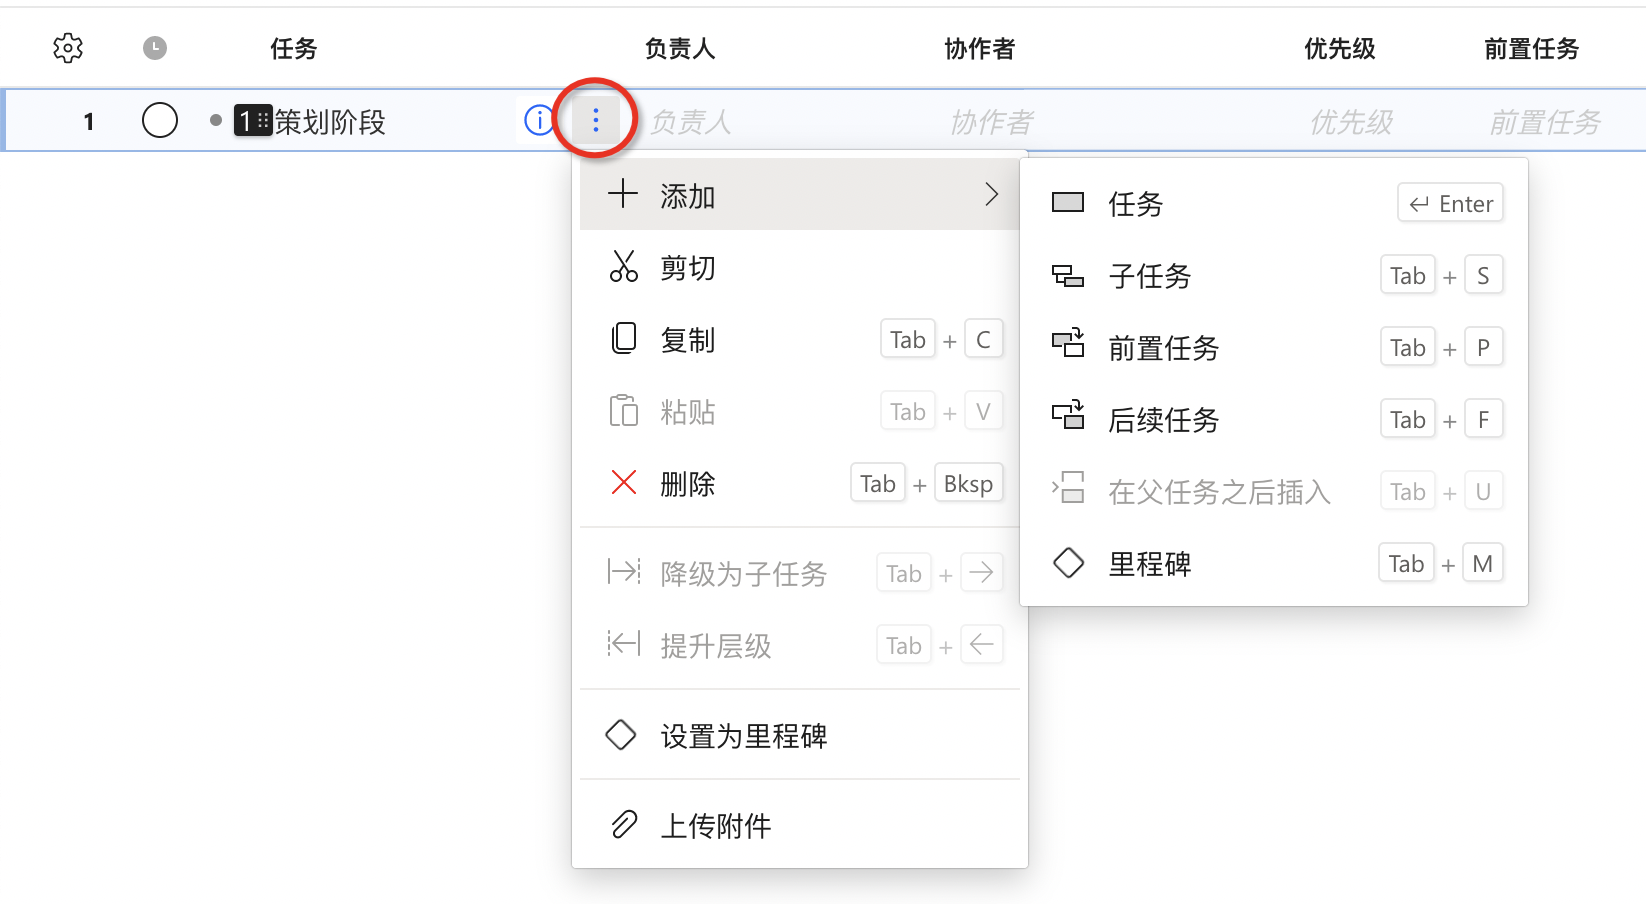 任务 负责人 协作者 优先级 前置任务
1 1 策划阶段 负责人 协作者 优先级 前置任务
添加
剪切
复制 Tab + C
粘贴 Tab + V
删除 Tab + Bksp
降级为子任务 Tab + →
提升层级 Tab + ←
设置为里程碑
上传附件
任务 ↵ Enter
子任务 Tab + S
前置任务 Tab + P
后续任务 Tab + F
在父任务之后插入 Tab + U
里程碑 Tab + M